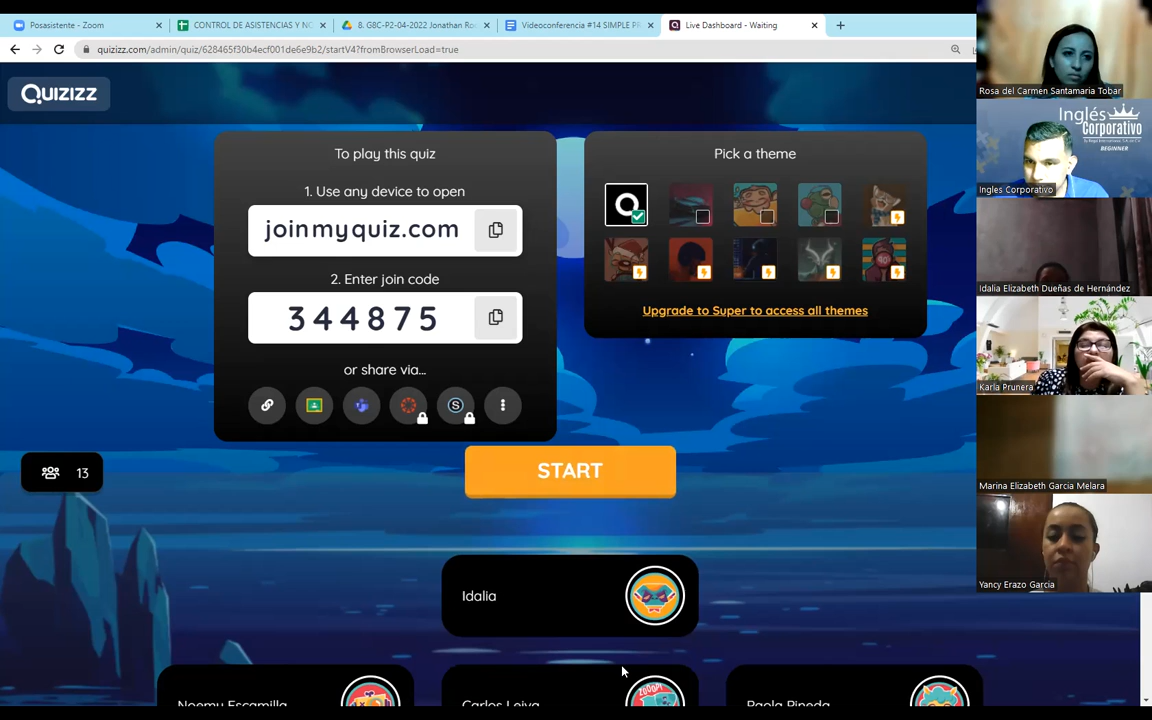 Posasistente - Zoom
CONTROL DE ASISTENCIAS Y NO
8. G8C-P2-04-2022 Jonathan Ro
Videoconferencia #14 SIMPLE PR
Live Dashboard - Waiting
quizizz.com/admin/quiz/628465f30b4ecf001de6e9b2/startV4?fromBrowserLoad=true
Quizizz
To play this quiz
1. Use any device to open
joinmyquiz.com
2. Enter join code
344875
or share via...
Pick a theme
Upgrade to Super to access all themes
13
START
Idalia
Noemy Escamilla
Carlos Leiva
ZOOOP!
Paola Pineda
Rosa del Carmen Santamaria Tobar
Inglés
Corporativo
BEGINNER
Ingles Corporativo
Idalia Elizabeth Dueñas de Hernández
Karla Prunera
Marina Elizabeth Garcia Melara
Yancy Erazo Garcia